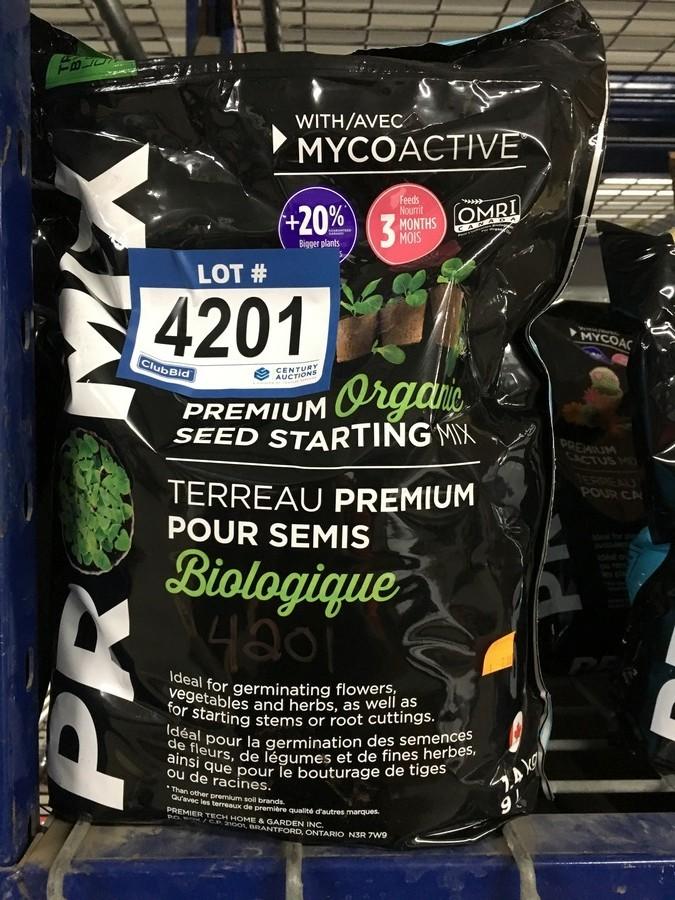 WITH/AVEC
MYCOACTIVE
+20%
Bigger plants
Feeds
Nourrit
3 MONTHS
MOIS
OMRI
CANADA
LOT #
4201
ClubBid
CENTURY
AUCTIONS
PREMIUM Organic
SEED STARTING MIX
TERREAU PREMIUM
POUR SEMIS
Biologique
4201
PRO MIX
Ideal for germinating flowers,
vegetables and herbs, as well as
for starting stems or root cuttings.
Idéal pour la germination des semences
de fleurs, de légumes et de fines herbes,
ainsi que pour le bouturage de tiges
ou de racines.
* Than other premium soil brands.
Qu'avec les terreaux de première qualité d'autres marques.
PREMIER TECH HOME & GARDEN INC.
P.O. BOX / C.P. 21001, BRANTFORD, ONTARIO N3R 7W9
1.4 kg
9 L
MYCOAC
PREMIUM
CACTUS MI
TERREAU
POUR CA